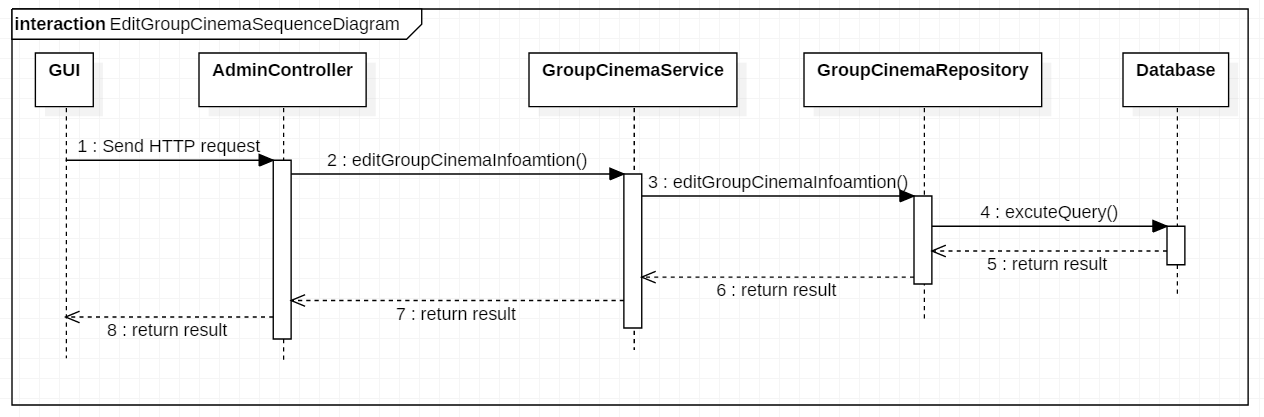 interaction EditGroupCinemaSequenceDiagram
GUI
AdminController
GroupCinemaService
GroupCinemaRepository
Database
1 : Send HTTP request
2 : editGroupCinemaInfoamtion()
3 : editGroupCinemaInfoamtion()
4 : excuteQuery()
5 : return result
6 : return result
7 : return result
8 : return result